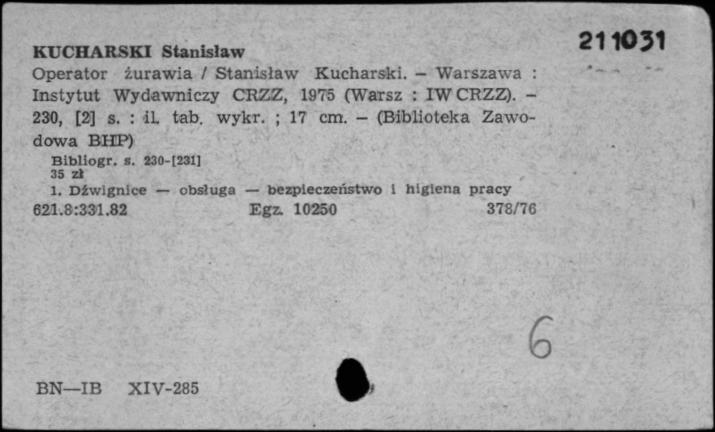 211031
KUCHARSKI Stanisław
Operator żurawia / Stanisław Kucharski. — Warszawa :
Instytut Wydawniczy CRZZ, 1975 (Warsz : IW CRZZ). —
230, [2] s. : il. tab. wykr. ; 17 cm. — (Biblioteka Zawo-
dowa BHP)
Bibliogr. s. 230-[231]
35 zł
1. Dźwignice — obsługa — bezpieczeństwo i higiena pracy
621.8:331.82 Egz. 10250 378/76
6
BN—IB XIV-285